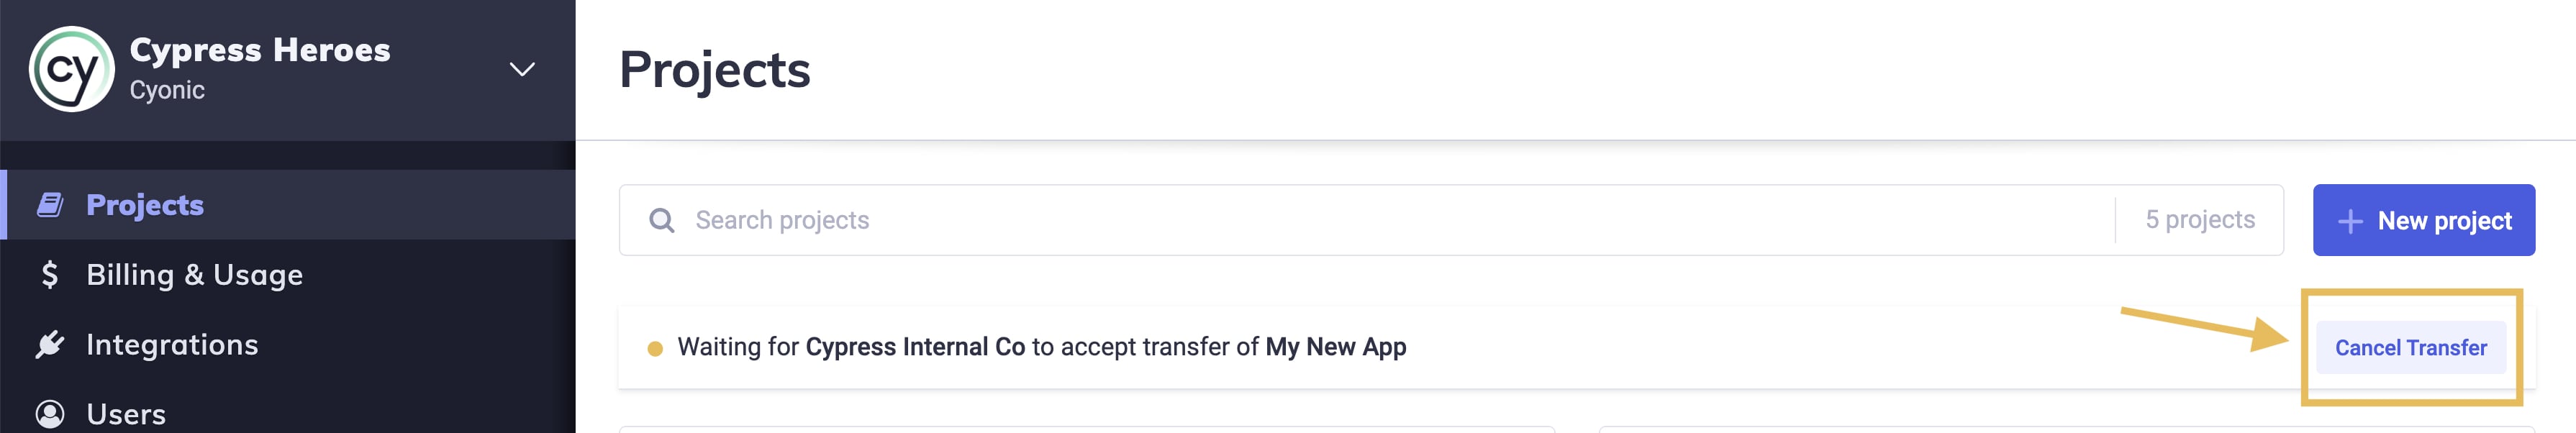 cy
Cypress Heroes
Cyonic
Projects
Billing & Usage
Integrations
Users
Projects
Search projects
5 projects
New project
Waiting for Cypress Internal Co to accept transfer of My New App
Cancel Transfer